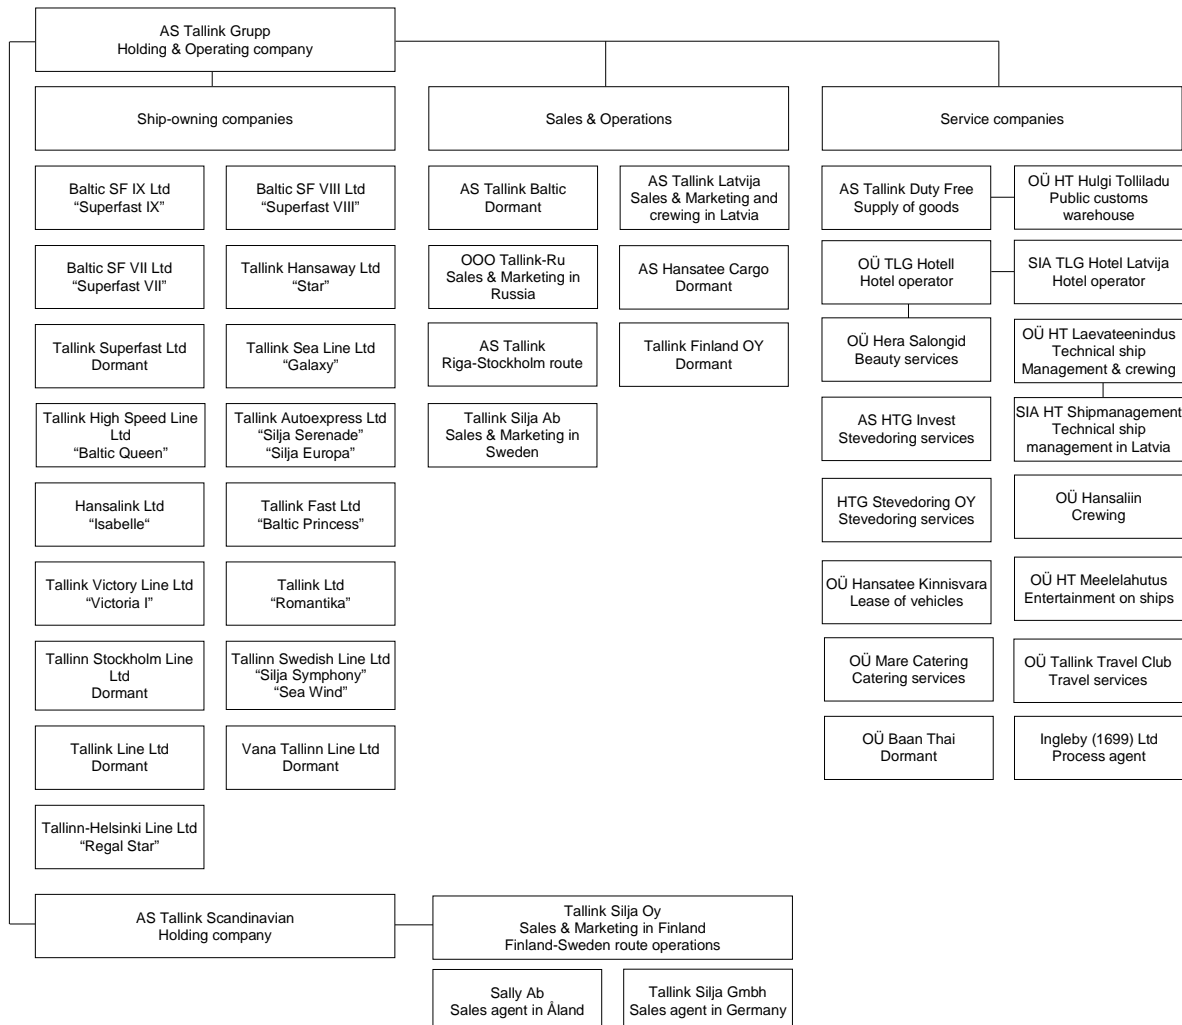 AS Tallink Grupp
Holding & Operating company
Ship-owning companies
Sales & Operations
Service companies
Baltic SF IX Ltd
“Superfast IX”
Baltic SF VIII Ltd
“Superfast VIII”
AS Tallink Baltic
Dormant
AS Tallink Latvija
Sales & Marketing and
crewing in Latvia
AS Tallink Duty Free
Supply of goods
OÜ HT Hulgi Tolliladu
Public customs
warehouse
Baltic SF VII Ltd
“Superfast VII”
Tallink Hansaway Ltd
“Star”
OOO Tallink-Ru
Sales & Marketing in
Russia
AS Hansatee Cargo
Dormant
OÜ TLG Hotell
Hotel operator
SIA TLG Hotel Latvija
Hotel operator
Tallink Superfast Ltd
Dormant
Tallink Sea Line Ltd
“Galaxy”
AS Tallink
Riga-Stockholm route
Tallink Finland OY
Dormant
OÜ Hera Salongid
Beauty services
OÜ HT Laevateenindus
Technical ship
Management & crewing
Tallink High Speed Line
Ltd
“Baltic Queen”
Tallink Autoexpress Ltd
“Silja Serenade”
“Silja Europa”
Tallink Silja Ab
Sales & Marketing in
Sweden
AS HTG Invest
Stevedoring services
SIA HT Shipmanagement
Technical ship
management in Latvia
Hansalink Ltd
“Isabelle“
Tallink Fast Ltd
“Baltic Princess”
HTG Stevedoring OY
Stevedoring services
OÜ Hansaliin
Crewing
Tallink Victory Line Ltd
“Victoria I”
Tallink Ltd
“Romantika”
OÜ Hansatee Kinnisvara
Lease of vehicles
OÜ HT Meelelahutus
Entertainment on ships
Tallinn Stockholm Line
Ltd
Dormant
Tallinn Swedish Line Ltd
“Silja Symphony”
“Sea Wind”
OÜ Mare Catering
Catering services
OÜ Tallink Travel Club
Travel services
Tallink Line Ltd
Dormant
Vana Tallinn Line Ltd
Dormant
OÜ Baan Thai
Dormant
Ingleby (1699) Ltd
Process agent
Tallinn-Helsinki Line Ltd
“Regal Star”
AS Tallink Scandinavian
Holding company
Tallink Silja Oy
Sales & Marketing in Finland
Finland-Sweden route operations
Sally Ab
Sales agent in Åland
Tallink Silja Gmbh
Sales agent in Germany